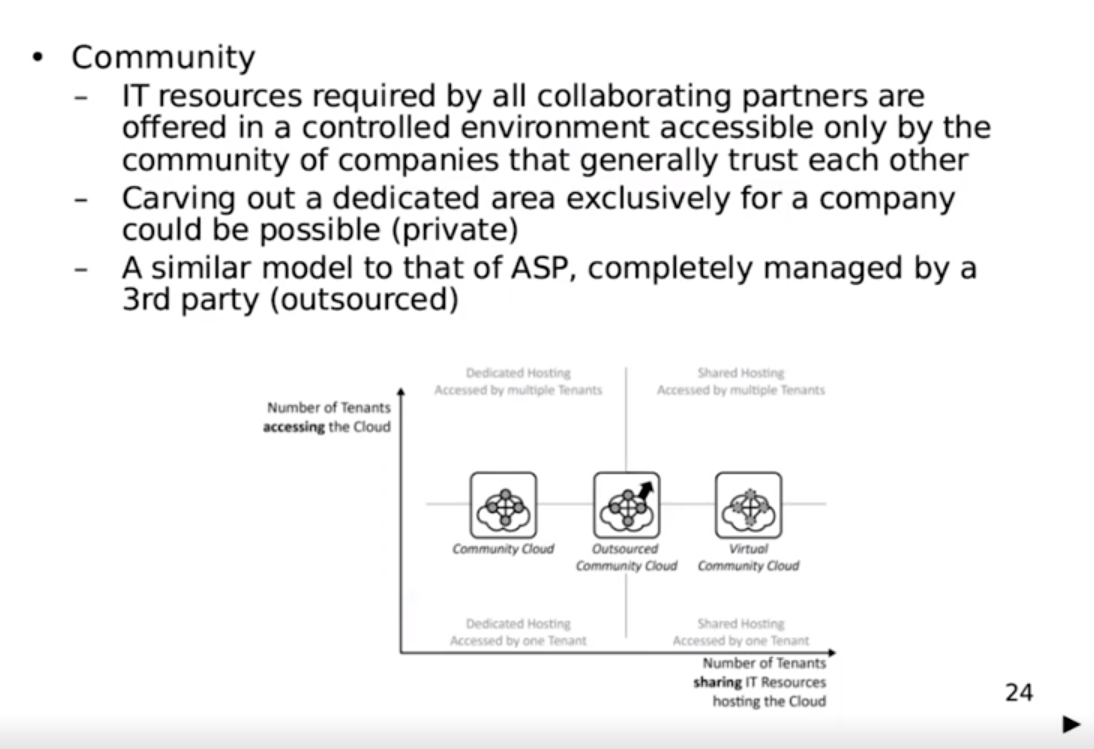 • Community
– IT resources required by all collaborating partners are
offered in a controlled environment accessible only by the
community of companies that generally trust each other
– Carving out a dedicated area exclusively for a company
could be possible (private)
– A similar model to that of ASP, completely managed by a
3rd party (outsourced)
Dedicated Hosting
Accessed by multiple Tenants
Shared Hosting
Accessed by multiple Tenants
Number of Tenants
accessing the Cloud
Community Cloud
Outsourced
Community Cloud
Virtual
Community Cloud
Dedicated Hosting
Accessed by one Tenant
Shared Hosting
Accessed by one Tenant
Number of Tenants
sharing IT Resources
hosting the Cloud
24